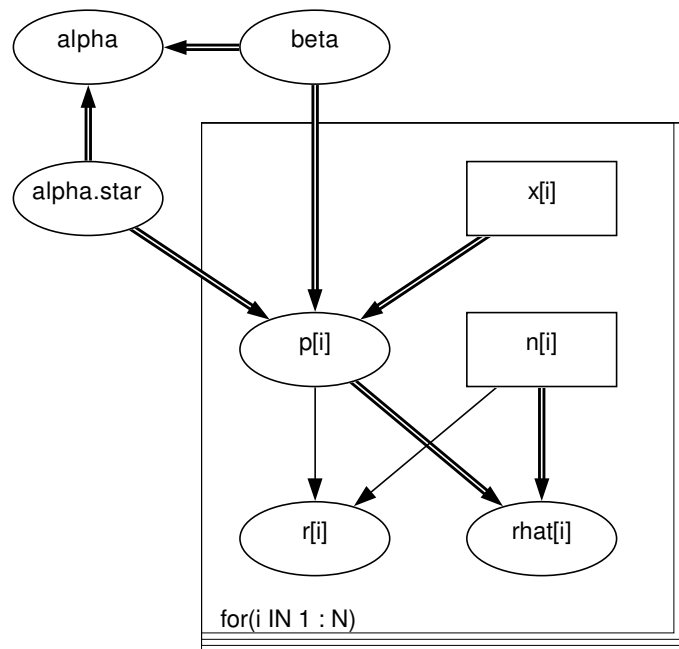 alpha
beta
alpha.star
x[i]
p[i]
n[i]
r[i]
rhat[i]
for(i IN 1 : N)